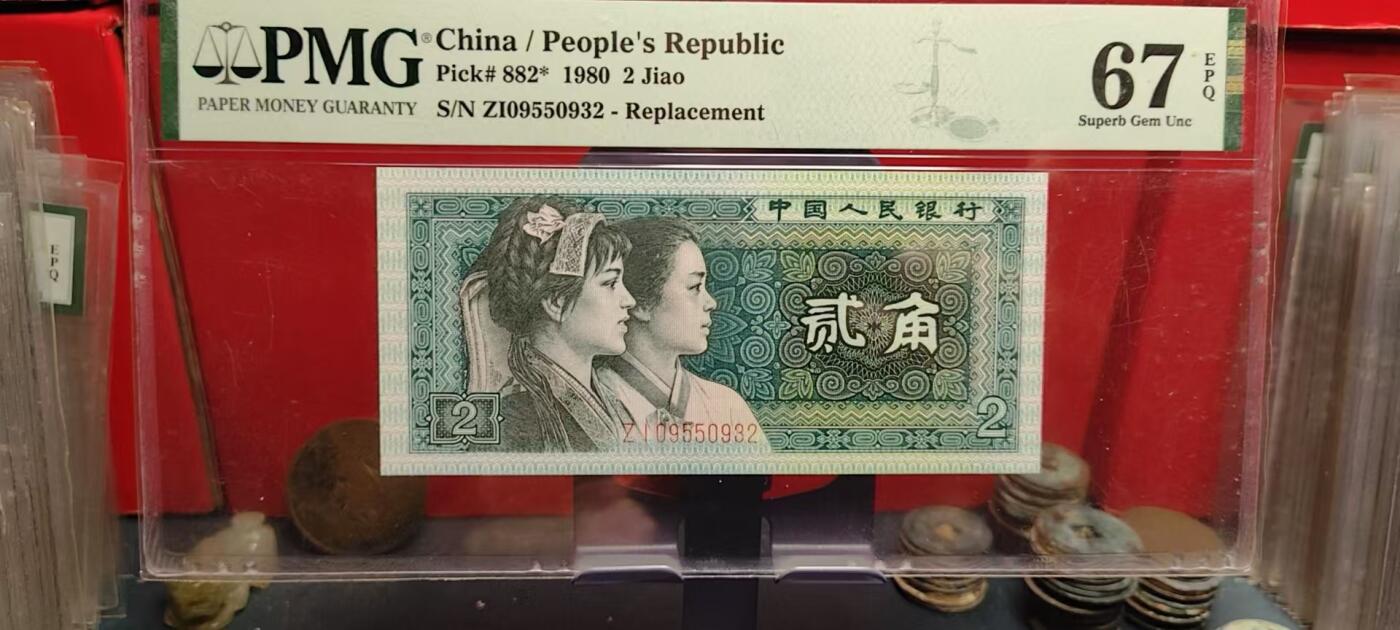 PMG® China / People's Republic
PAPER MONEY GUARANTY
Pick# 882* 1980 2 Jiao
S/N ZI09550932 - Replacement
67
EPQ
Superb Gem Unc
EPQ
中国人民银行
贰角
2
2
ZI09550932